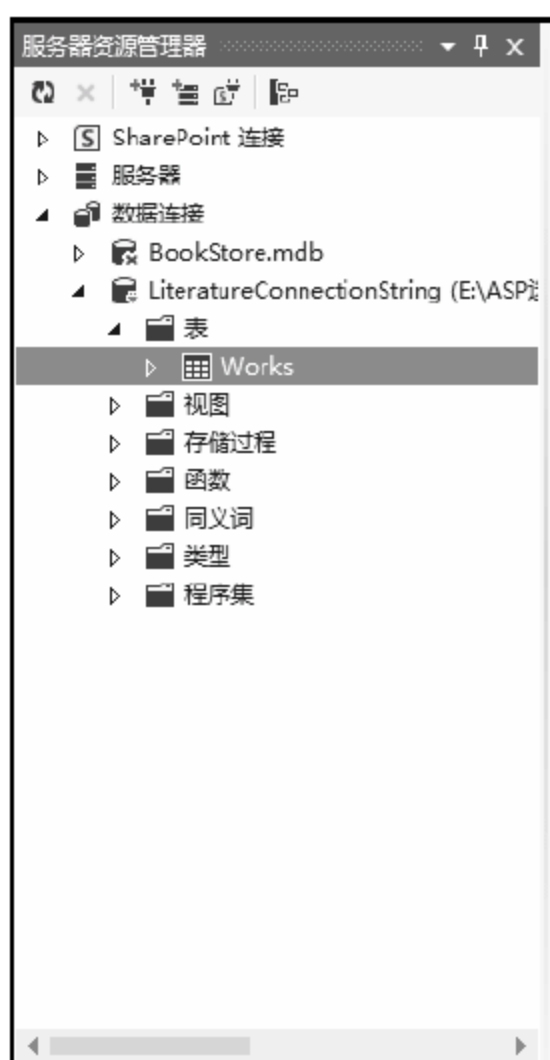 服务器资源管理器
SharePoint 连接
服务器
数据连接
BookStore.mdb
LiteratureConnectionString (E:\ASP
表
Works
视图
存储过程
函数
同义词
类型
程序集